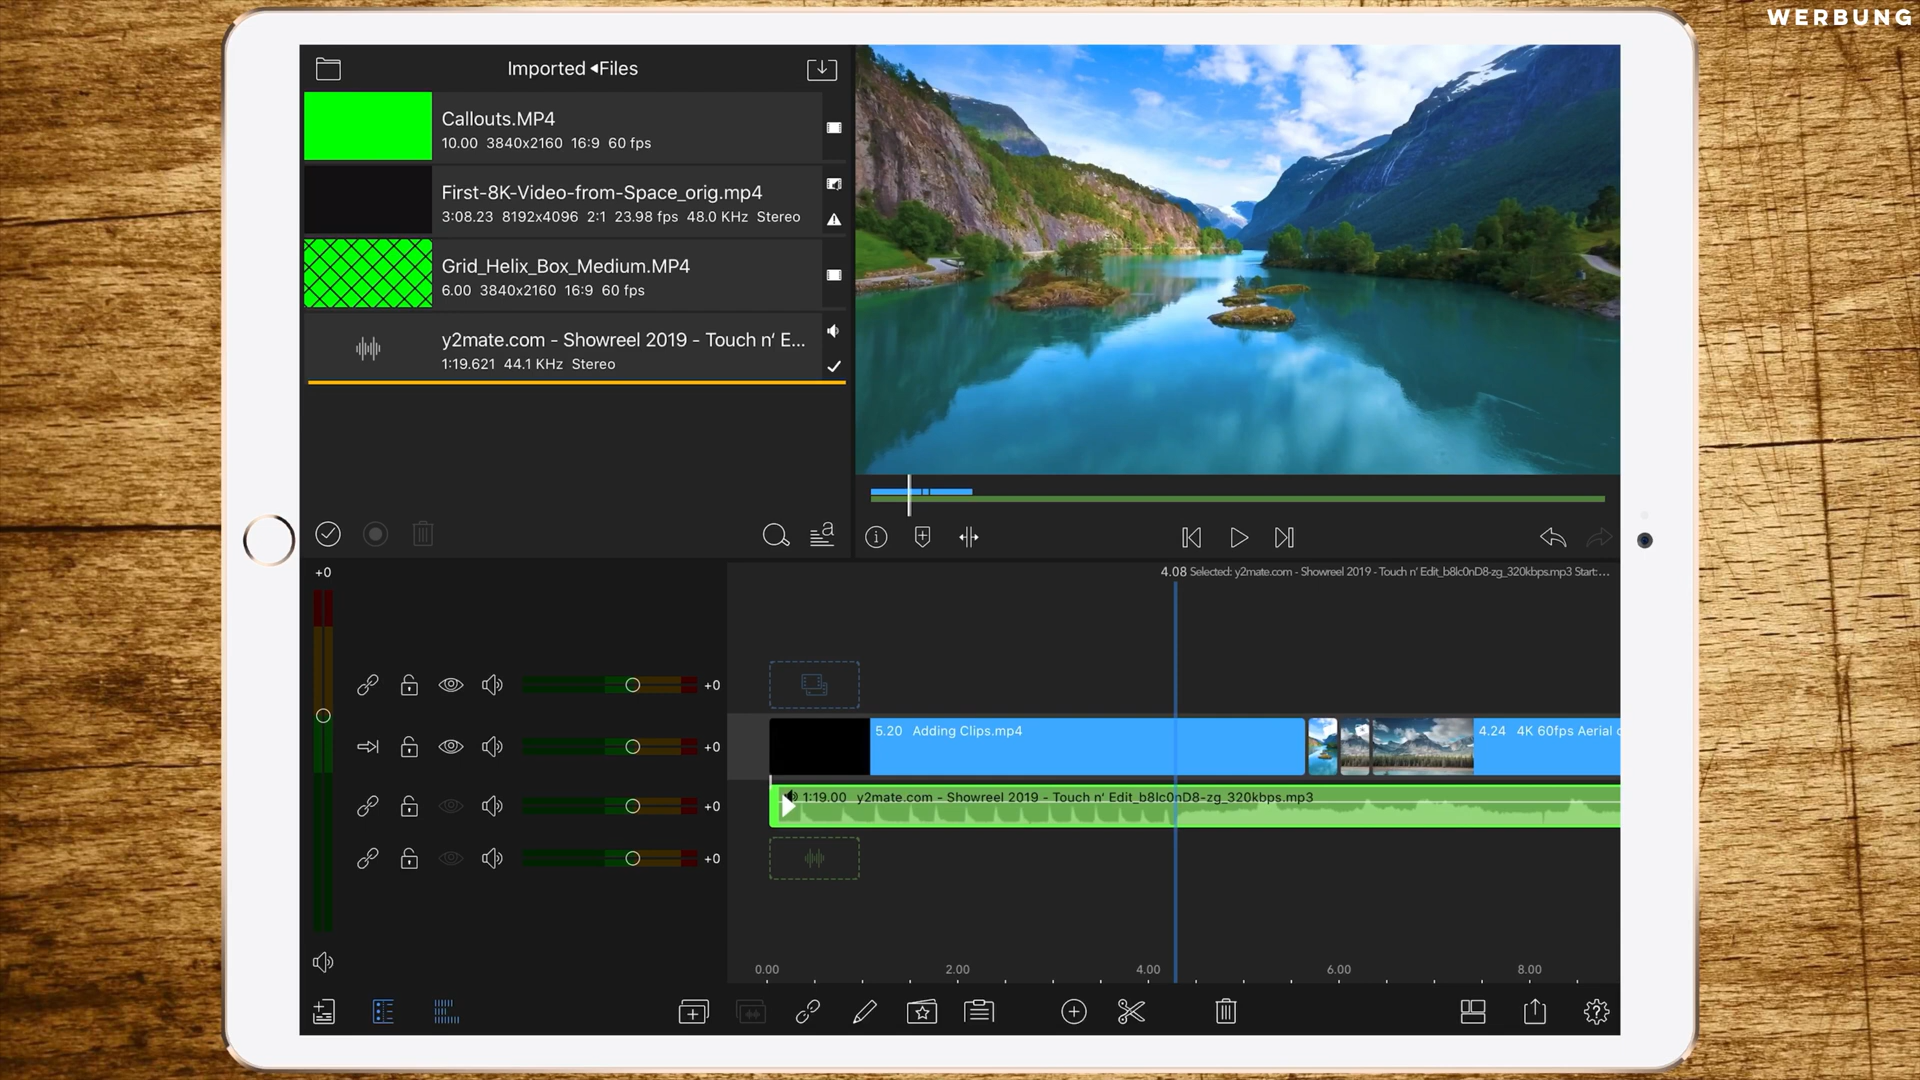 WERBUNG
Imported ◂Files
Callouts.MP4
10.00 3840x2160 16:9 60 fps
First-8K-Video-from-Space_orig.mp4
3:08.23 8192x4096 2:1 23.98 fps 48.0 KHz Stereo
Grid_Helix_Box_Medium.MP4
6.00 3840x2160 16:9 60 fps
y2mate.com - Showreel 2019 - Touch n' E...
1:19.621 44.1 KHz Stereo
+0
4.08 Selected: y2mate.com - Showreel 2019 - Touch n' Edit_b8lc0nD8-zg_320kbps.mp3 Start:...
+0
+0
5.20 Adding Clips.mp4
4.24 4K 60fps Aerial
+0
1:19.00 y2mate.com - Showreel 2019 - Touch n' Edit_b8lc0nD8-zg_320kbps.mp3
+0
0.00 2.00 4.00 6.00 8.00